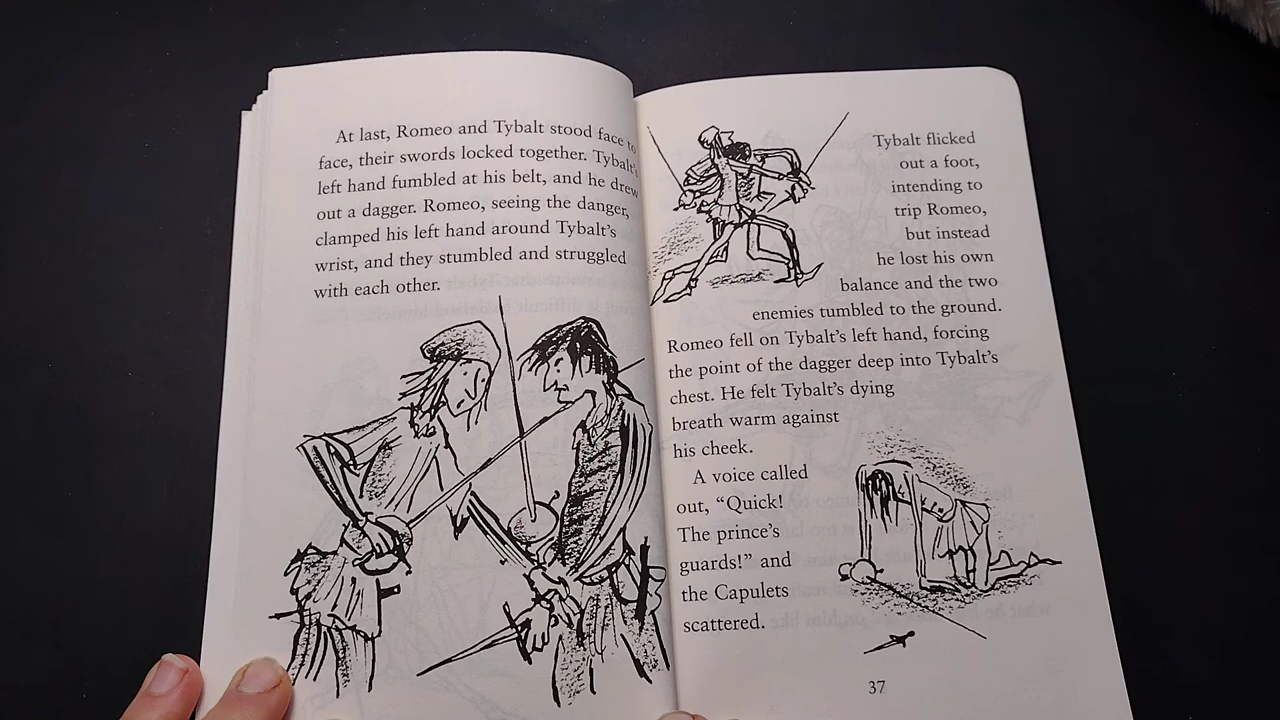 At last, Romeo and Tybalt stood face to
face, their swords locked together. Tybalt's
left hand fumbled at his belt, and he drew
out a dagger. Romeo, seeing the danger,
clamped his left hand around Tybalt's
wrist, and they stumbled and struggled
with each other.
Tybalt flicked
out a foot,
intending to
trip Romeo,
but instead
he lost his own
balance and the two
enemies tumbled to the ground.
Romeo fell on Tybalt's left hand, forcing
the point of the dagger deep into Tybalt's
chest. He felt Tybalt's dying
breath warm against
his cheek.
A voice called
out, “Quick!
The prince's
guards!” and
the Capulets
scattered.
37